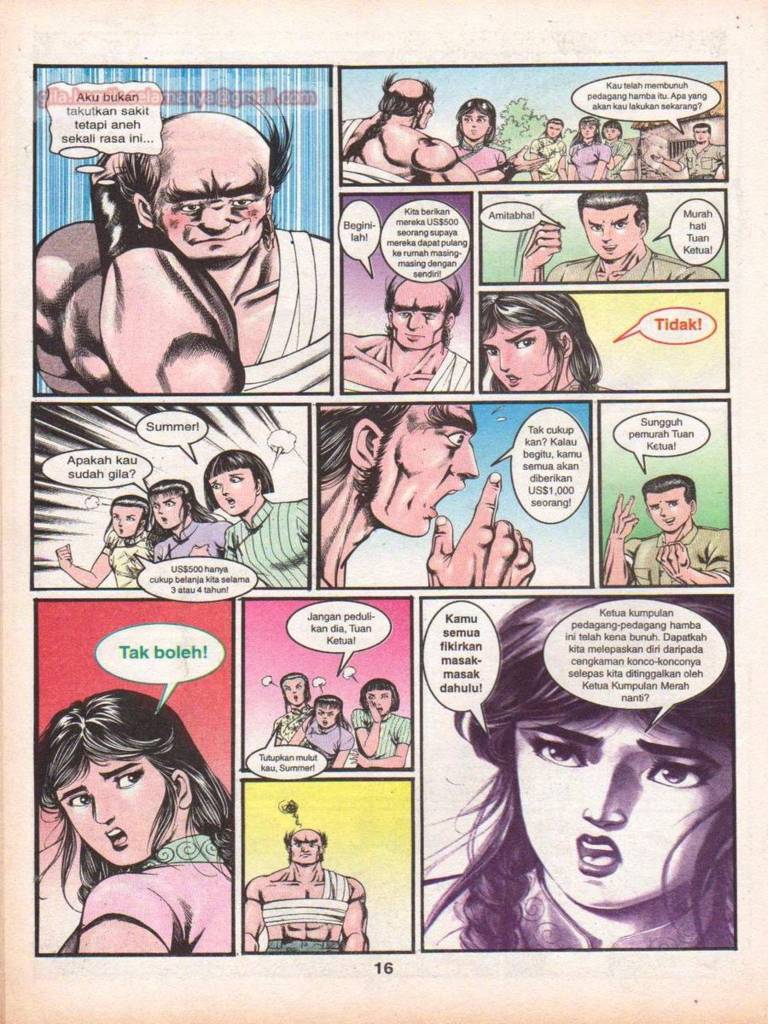 Aku bukan
takutkan sakit
tetapi aneh
sekali rasa ini...
Kau telah membunuh
pedagang hamba itu. Apa yang
akan kau lakukan sekarang?
Begini-
lah!
Kita berikan
mereka US$500
seorang supaya
mereka dapat pulang
ke rumah masing-
masing dengan
sendiri!
Amitabha!
Murah
hati
Tuan
Ketua!
Tidak!
Summer!
Apakah kau
sudah gila?
US$500 hanya
cukup belanja kita selama
3 atau 4 tahun!
Tak cukup
kan? Kalau
begitu, kamu
semua akan
diberikan
US$1,000
seorang!
Sungguh
pemurah Tuan
Ketua!
Tak boleh!
Jangan peduli-
kan dia, Tuan
Ketua!
Tutupkan mulut
kau, Summer!
Kamu
semua
fikirkan
masak-
masak
dahulu!
Ketua kumpulan
pedagang-pedagang hamba
ini telah kena bunuh. Dapatkah
kita melepaskan diri daripada
cengkaman konco-konconya
selepas kita ditinggalkan oleh
Ketua Kumpulan Merah
nanti?
16